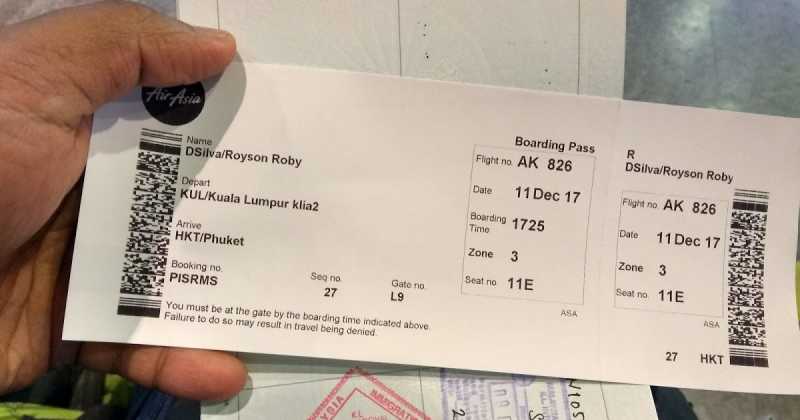 AirAsia
Boarding Pass
Name
DSilva/Royson Roby
Depart
KUL/Kuala Lumpur klia2
Arrive
HKT/Phuket
Booking no.
PISRMS
Seq no.
27
Gate no.
L9
You must be at the gate by the boarding time indicated above.
Failure to do so may result in travel being denied.
Flight no. AK 826
Date 11 Dec 17
Boarding Time 1725
Zone 3
Seat no. 11E
ASA
R
DSilva/Royson Roby
Flight no. AK 826
Date 11 Dec 17
Zone 3
Seat no. 11E
ASA
27 HKT